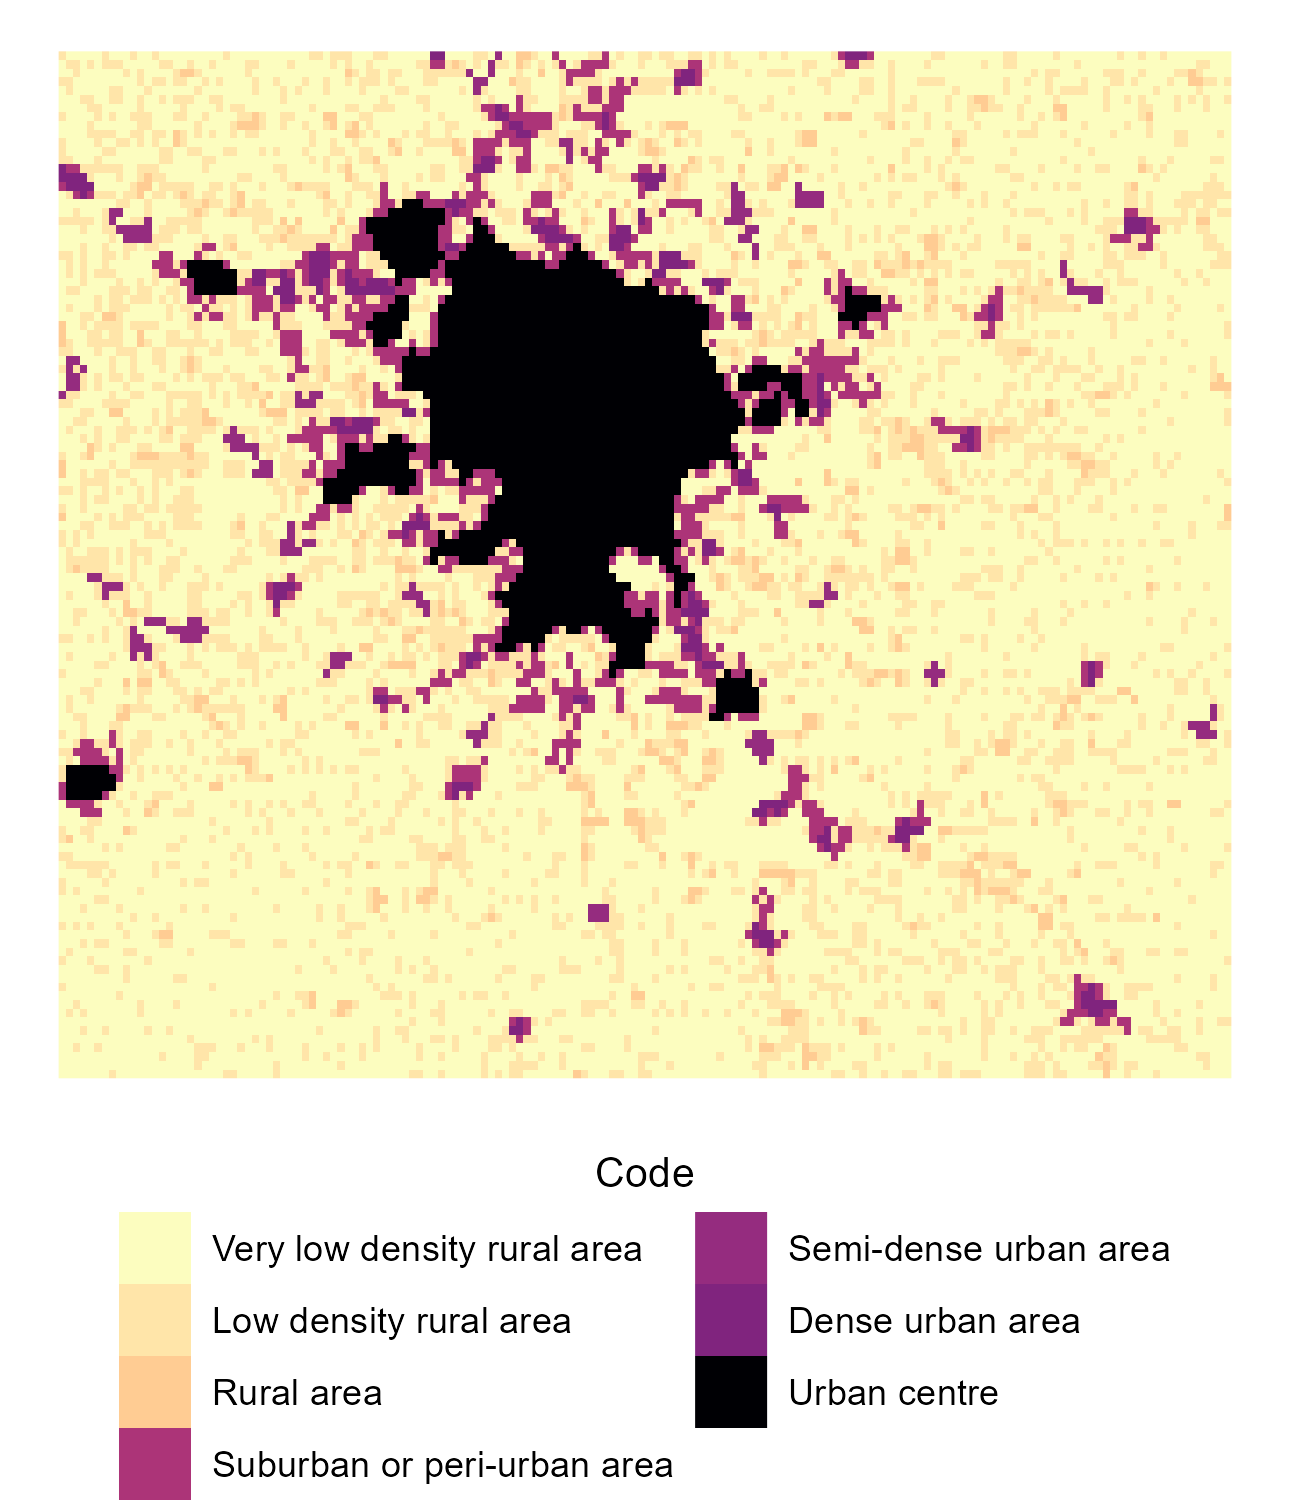 Code
Very low density rural area
Low density rural area
Rural area
Suburban or peri-urban area
Semi-dense urban area
Dense urban area
Urban centre